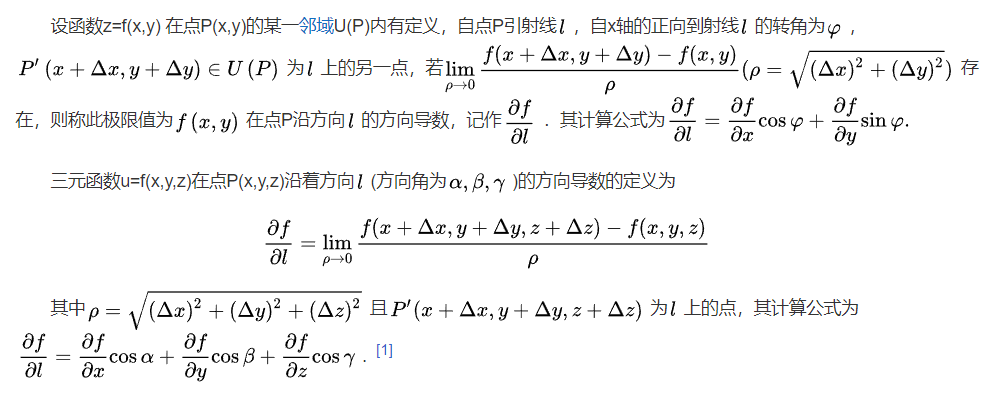 设函数z=f(x,y) 在点P(x,y)的某一邻域U(P)内有定义，自点P引射线 $l$ ，自x轴的正向到射线 $l$ 的转角为 $\varphi$ ，
$P'(x+\Delta x, y+\Delta y) \in U(P)$ 为 $l$ 上的另一点，若 $\lim_{\rho \to 0} \frac{f(x+\Delta x, y+\Delta y) - f(x,y)}{\rho} (\rho = \sqrt{(\Delta x)^2 + (\Delta y)^2})$ 存
在，则称此极限值为 $f(x,y)$ 在点P沿方向 $l$ 的方向导数，记作 $\frac{\partial f}{\partial l}$ ．其计算公式为 $\frac{\partial f}{\partial l} = \frac{\partial f}{\partial x} \cos\varphi + \frac{\partial f}{\partial y} \sin\varphi.$
三元函数u=f(x,y,z)在点P(x,y,z)沿着方向 $l$ (方向角为 $\alpha, \beta, \gamma$ )的方向导数的定义为
$\frac{\partial f}{\partial l} = \lim_{\rho \to 0} \frac{f(x+\Delta x, y+\Delta y, z+\Delta z) - f(x,y,z)}{\rho}$
其中 $\rho = \sqrt{(\Delta x)^2 + (\Delta y)^2 + (\Delta z)^2}$ 且 $P'(x+\Delta x, y+\Delta y, z+\Delta z)$ 为 $l$ 上的点，其计算公式为
$\frac{\partial f}{\partial l} = \frac{\partial f}{\partial x} \cos\alpha + \frac{\partial f}{\partial y} \cos\beta + \frac{\partial f}{\partial z} \cos\gamma$ . [1]